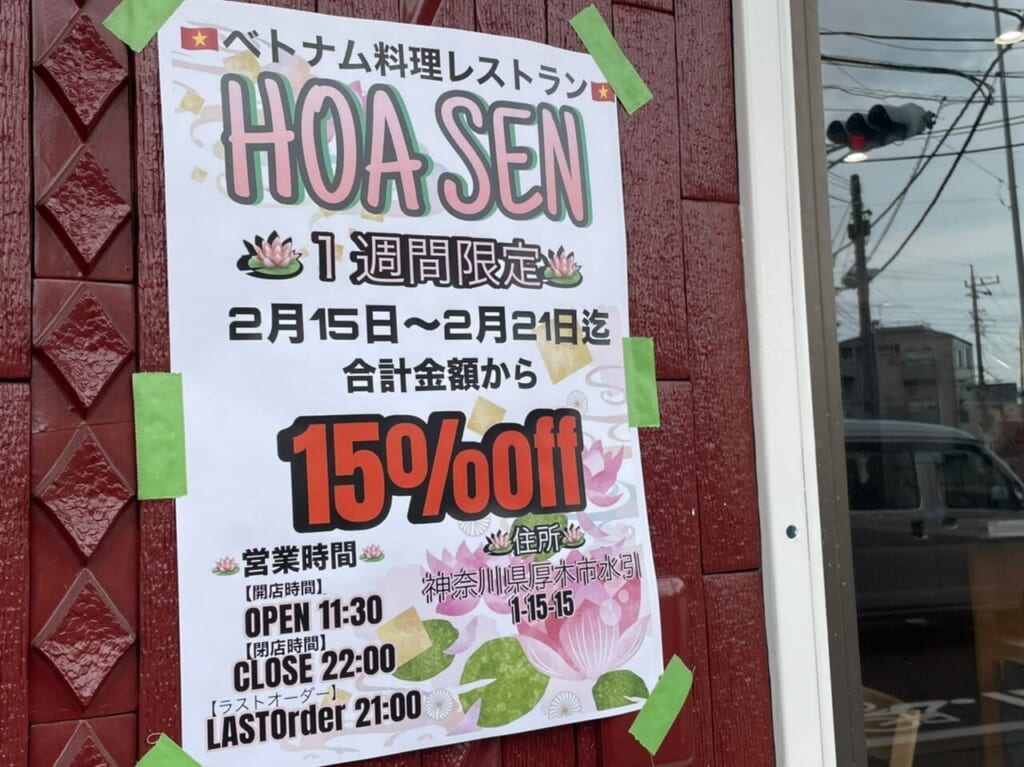 ベトナム料理レストラン
HOA SEN
1週間限定
2月15日～2月21日迄
合計金額から
15%off
営業時間
【開店時間】
OPEN 11:30
【閉店時間】
CLOSE 22:00
【ラストオーダー】
LASTOrder 21:00
住所
神奈川県厚木市水引
1-15-15